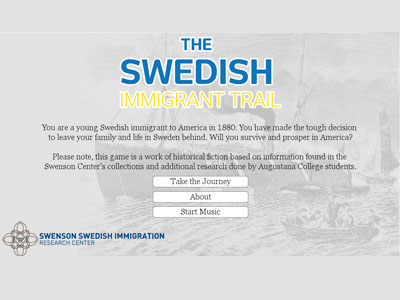 THE
SWEDISH
IMMIGRANT TRAIL
You are a young Swedish immigrant to America in 1880. You have made the tough decision
to leave your family and life in Sweden behind. Will you survive and prosper in America?
Please note, this game is a work of historical fiction based on information found in the
Swenson Center's collections and additional research done by Augustana College students.
Take the Journey
About
Start Music
SWENSON SWEDISH IMMIGRATION
RESEARCH CENTER